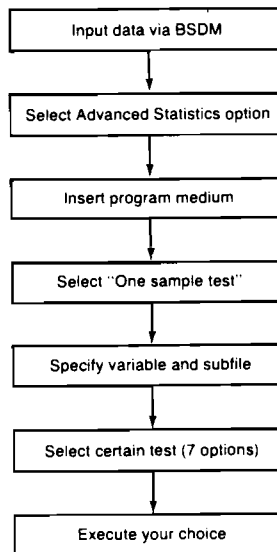 Input data via BSDM
Select Advanced Statistics option
Insert program medium
Select "One sample test"
Specify variable and subfile
Select certain test (7 options)
Execute your choice